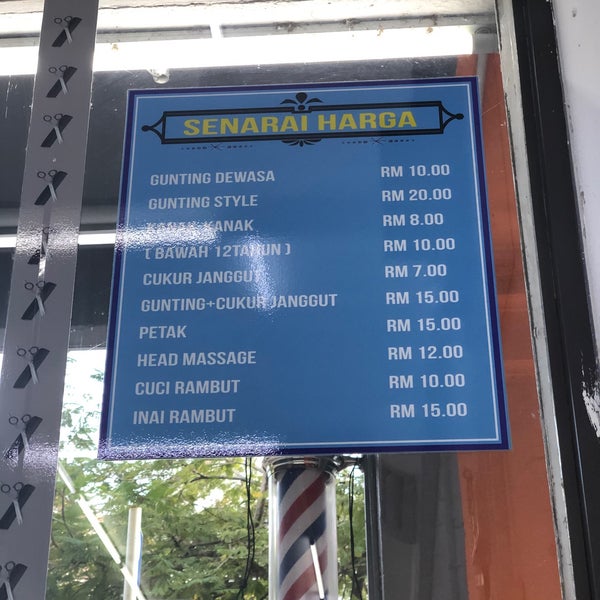 SENARAI HARGA
GUNTING DEWASA RM 10.00
GUNTING STYLE RM 20.00
KANAK KANAK RM 8.00
( BAWAH 12TAHUN ) RM 10.00
CUKUR JANGGUT RM 7.00
GUNTING+CUKUR JANGGUT RM 15.00
PETAK RM 15.00
HEAD MASSAGE RM 12.00
CUCI RAMBUT RM 10.00
INAI RAMBUT RM 15.00